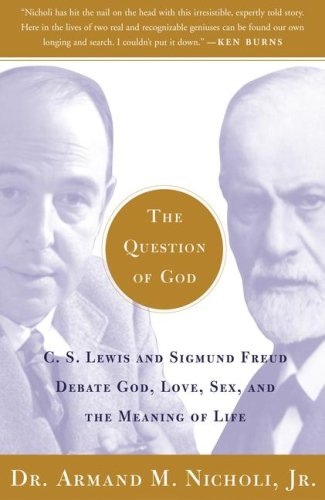 "Nicholi has hit the nail on the head with this irresistible, expertly told story.
Here in the lives of two real and recognizable geniuses can be found our own
longing and search. I couldn't put it down." —KEN BURNS
The
Question
of God
C. S. Lewis and Sigmund Freud
Debate God, Love, Sex, and
the Meaning of Life
Dr. Armand M. Nicholi, Jr.